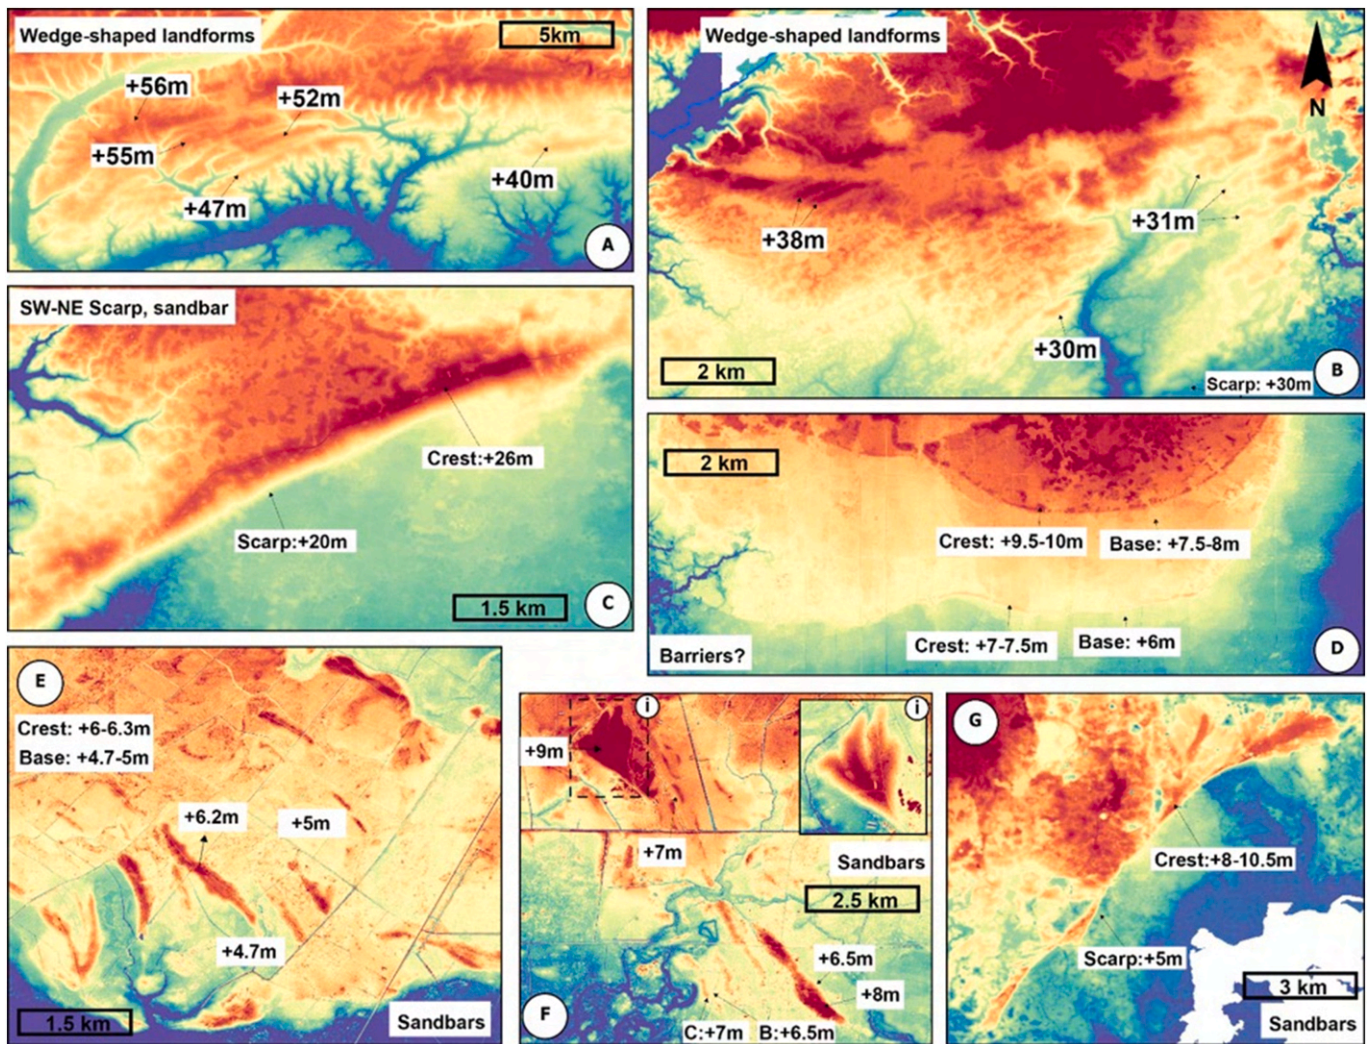 Wedge-shaped landforms
5km
+56m
+52m
+55m
+40m
+47m
A
Wedge-shaped landforms
N
+31m
+38m
+30m
2 km
Scarp: +30m
B
SW-NE Scarp, sandbar
Crest:+26m
Scarp:+20m
1.5 km
C
2 km
Crest: +9.5-10m
Base: +7.5-8m
Crest: +7-7.5m
Base: +6m
Barriers?
D
E
Crest: +6-6.3m
Base: +4.7-5m
+6.2m
+5m
+4.7m
1.5 km
Sandbars
i
i
+9m
+7m
Sandbars
2.5 km
+6.5m
+8m
F
C:+7m
B:+6.5m
G
Crest:+8-10.5m
Scarp:+5m
3 km
Sandbars